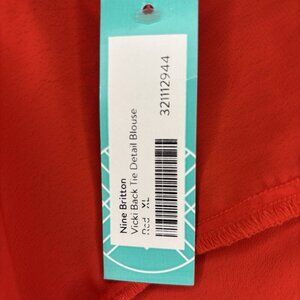 Nine Britton
Vicki Back Tie Detail Blouse
Red XL
321112944